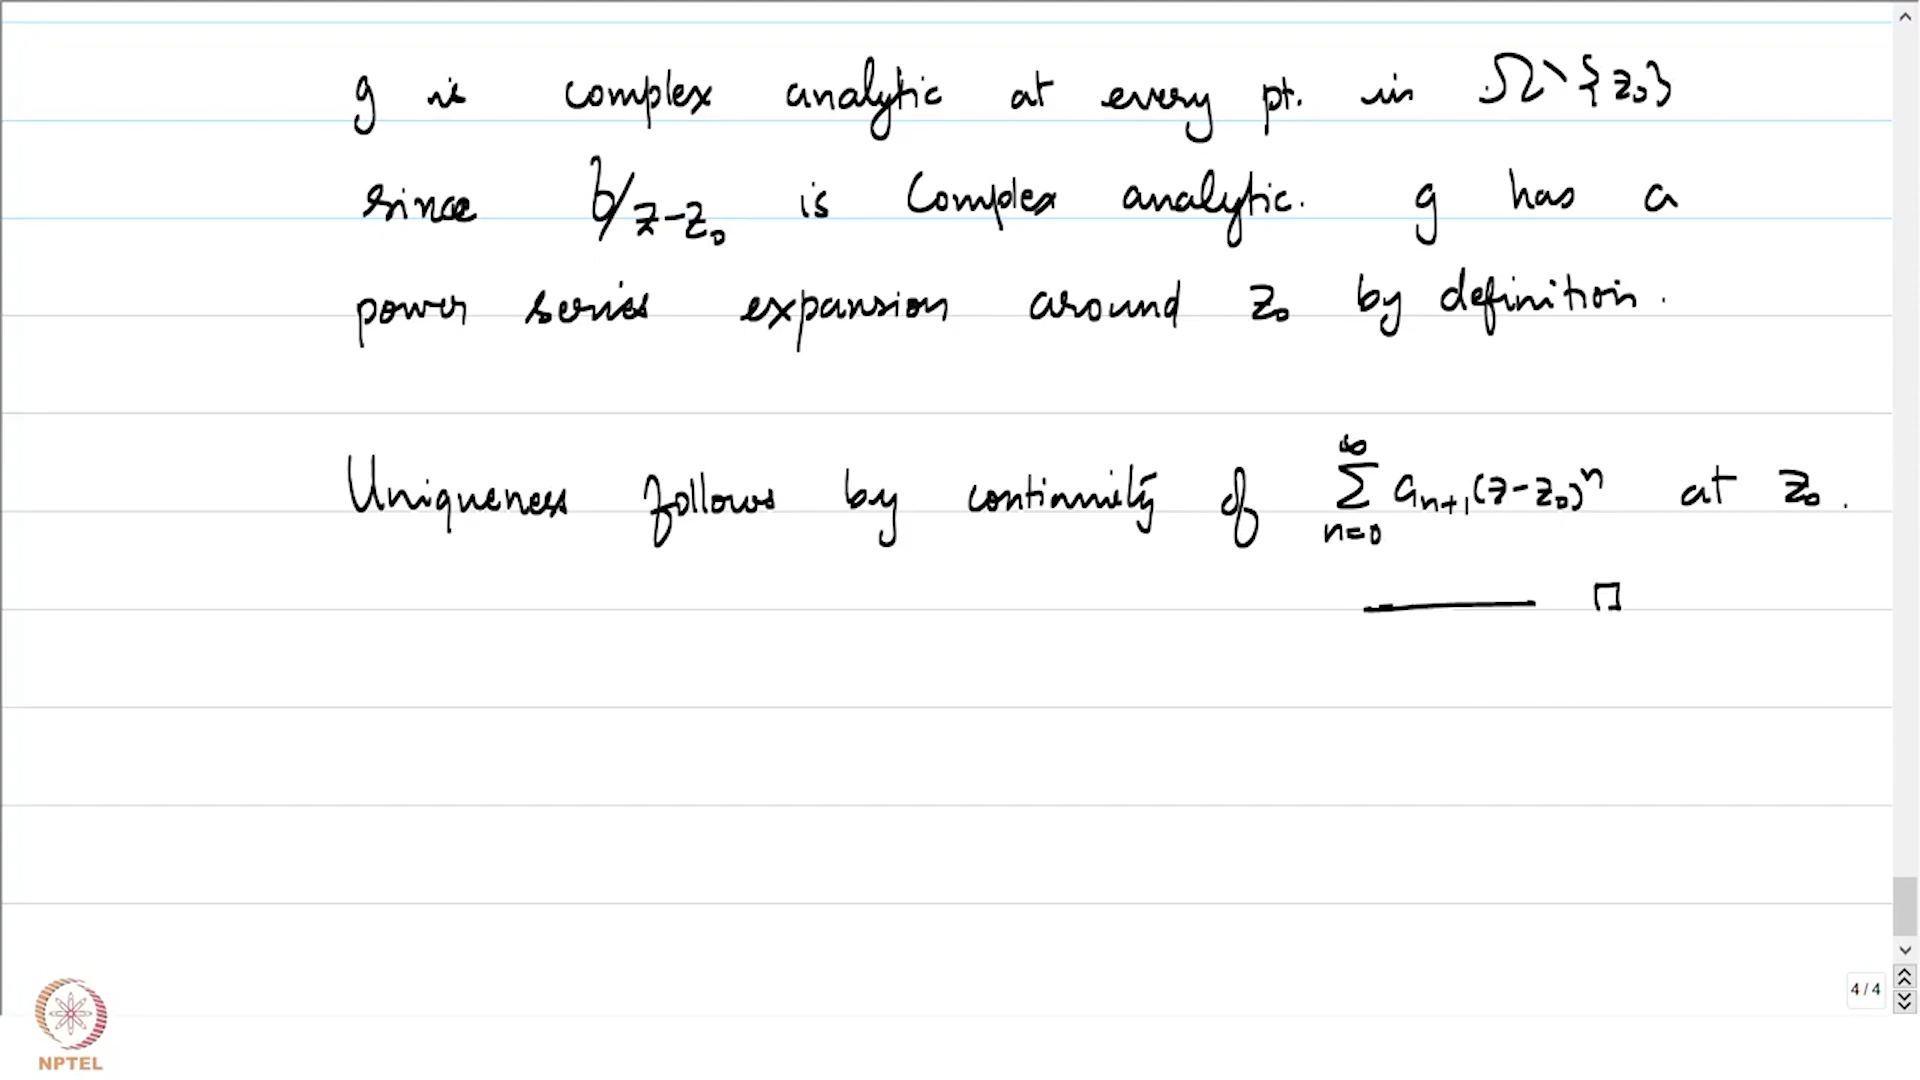 g is complex analytic at every pt. in Ω \ {z₀}
since f/z-z₀ is Complex analytic. g has a
power series expansion around z₀ by definition.
Uniqueness follows by continuity of ∑_{n=0}^{∞} a_{n+1}(z-z₀)ⁿ at z₀.
4 / 4
NPTEL